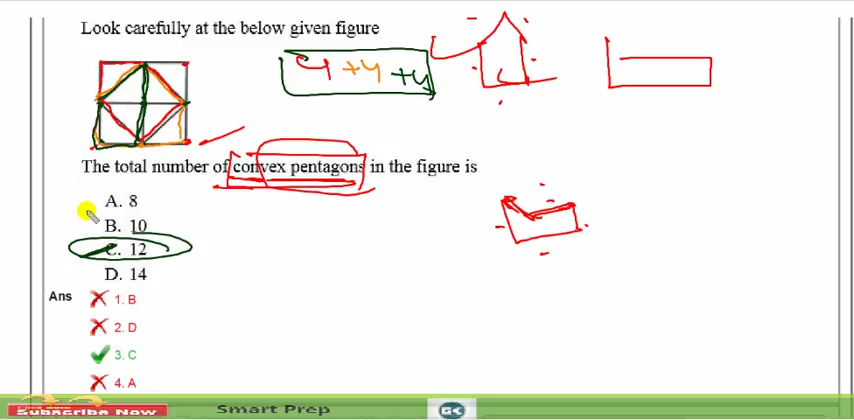 Look carefully at the below given figure
4 + 4 + 4
The total number of convex pentagons in the figure is
A. 8
B. 10
C. 12
D. 14
Ans
1. B
2. D
3. C
4. A
Subscribe Now
Smart Prep
GK